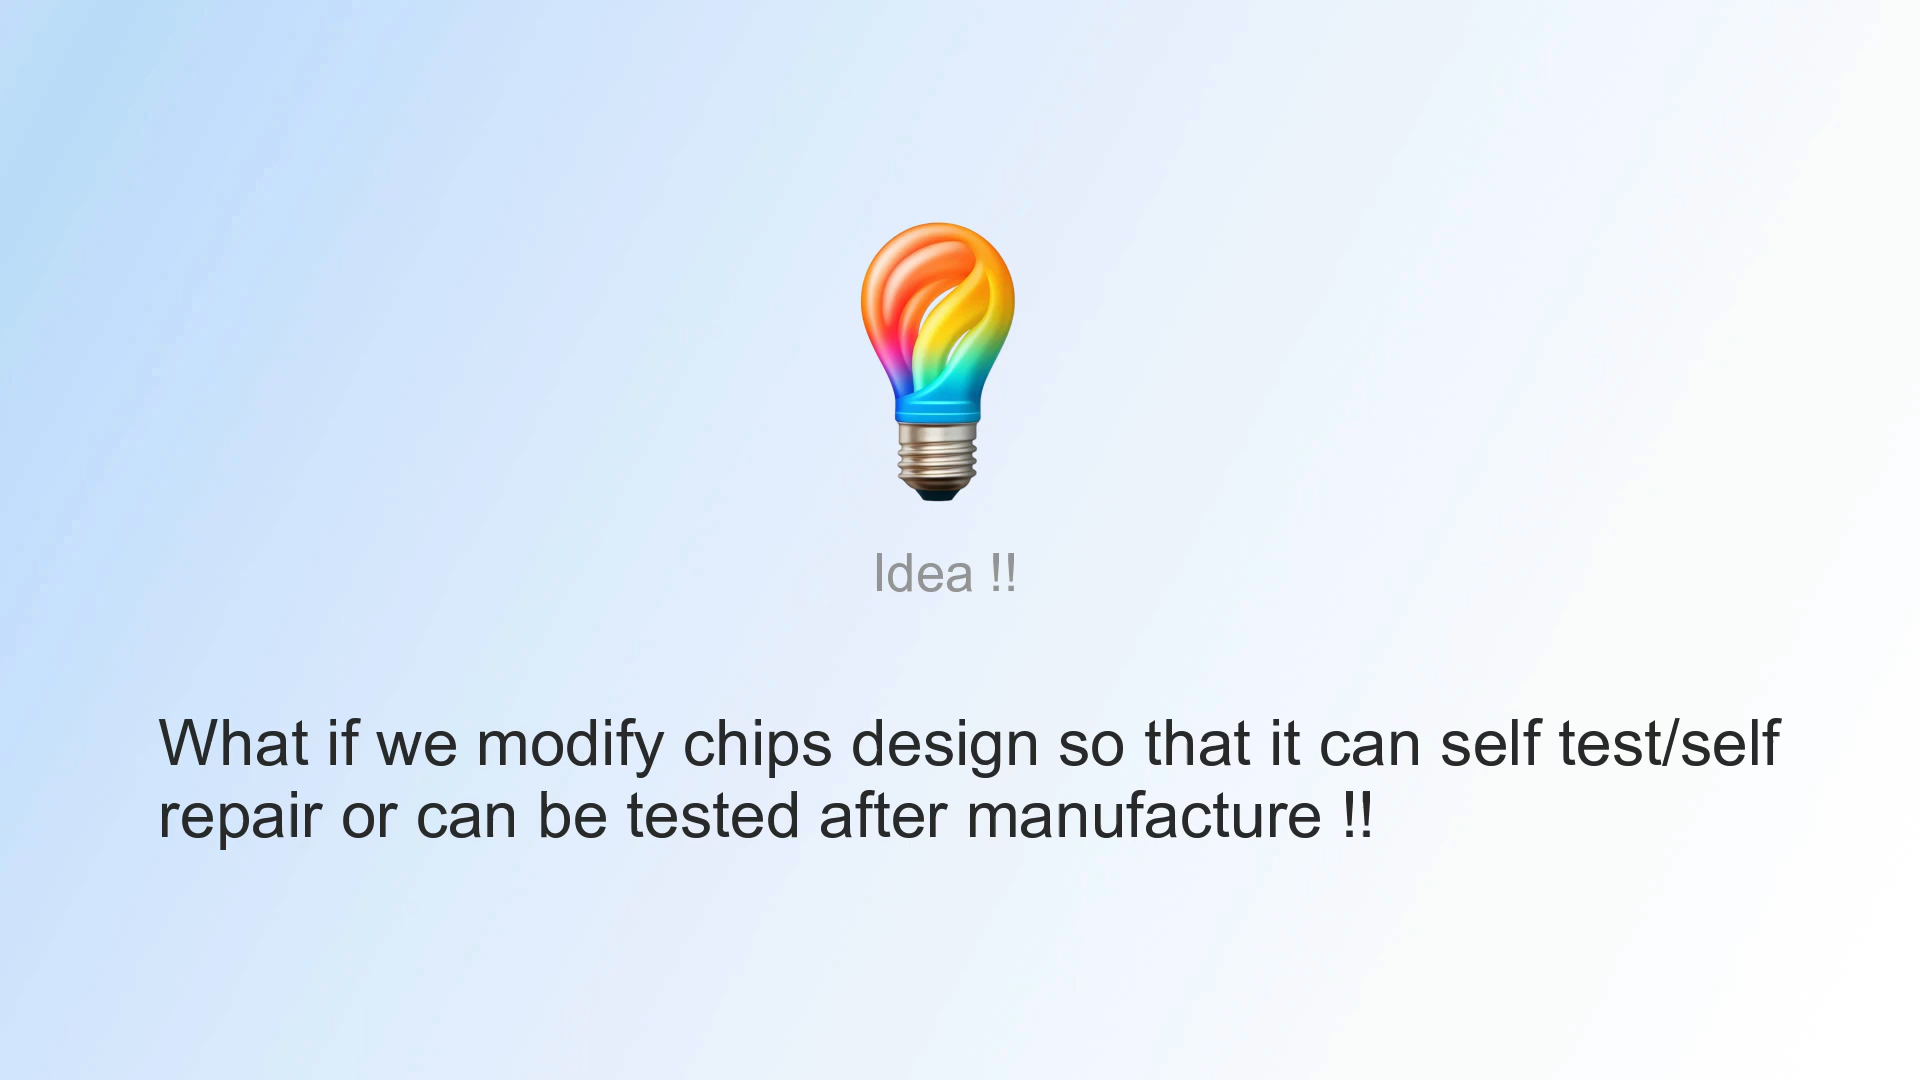 Idea !!
What if we modify chips design so that it can self test/self
repair or can be tested after manufacture !!